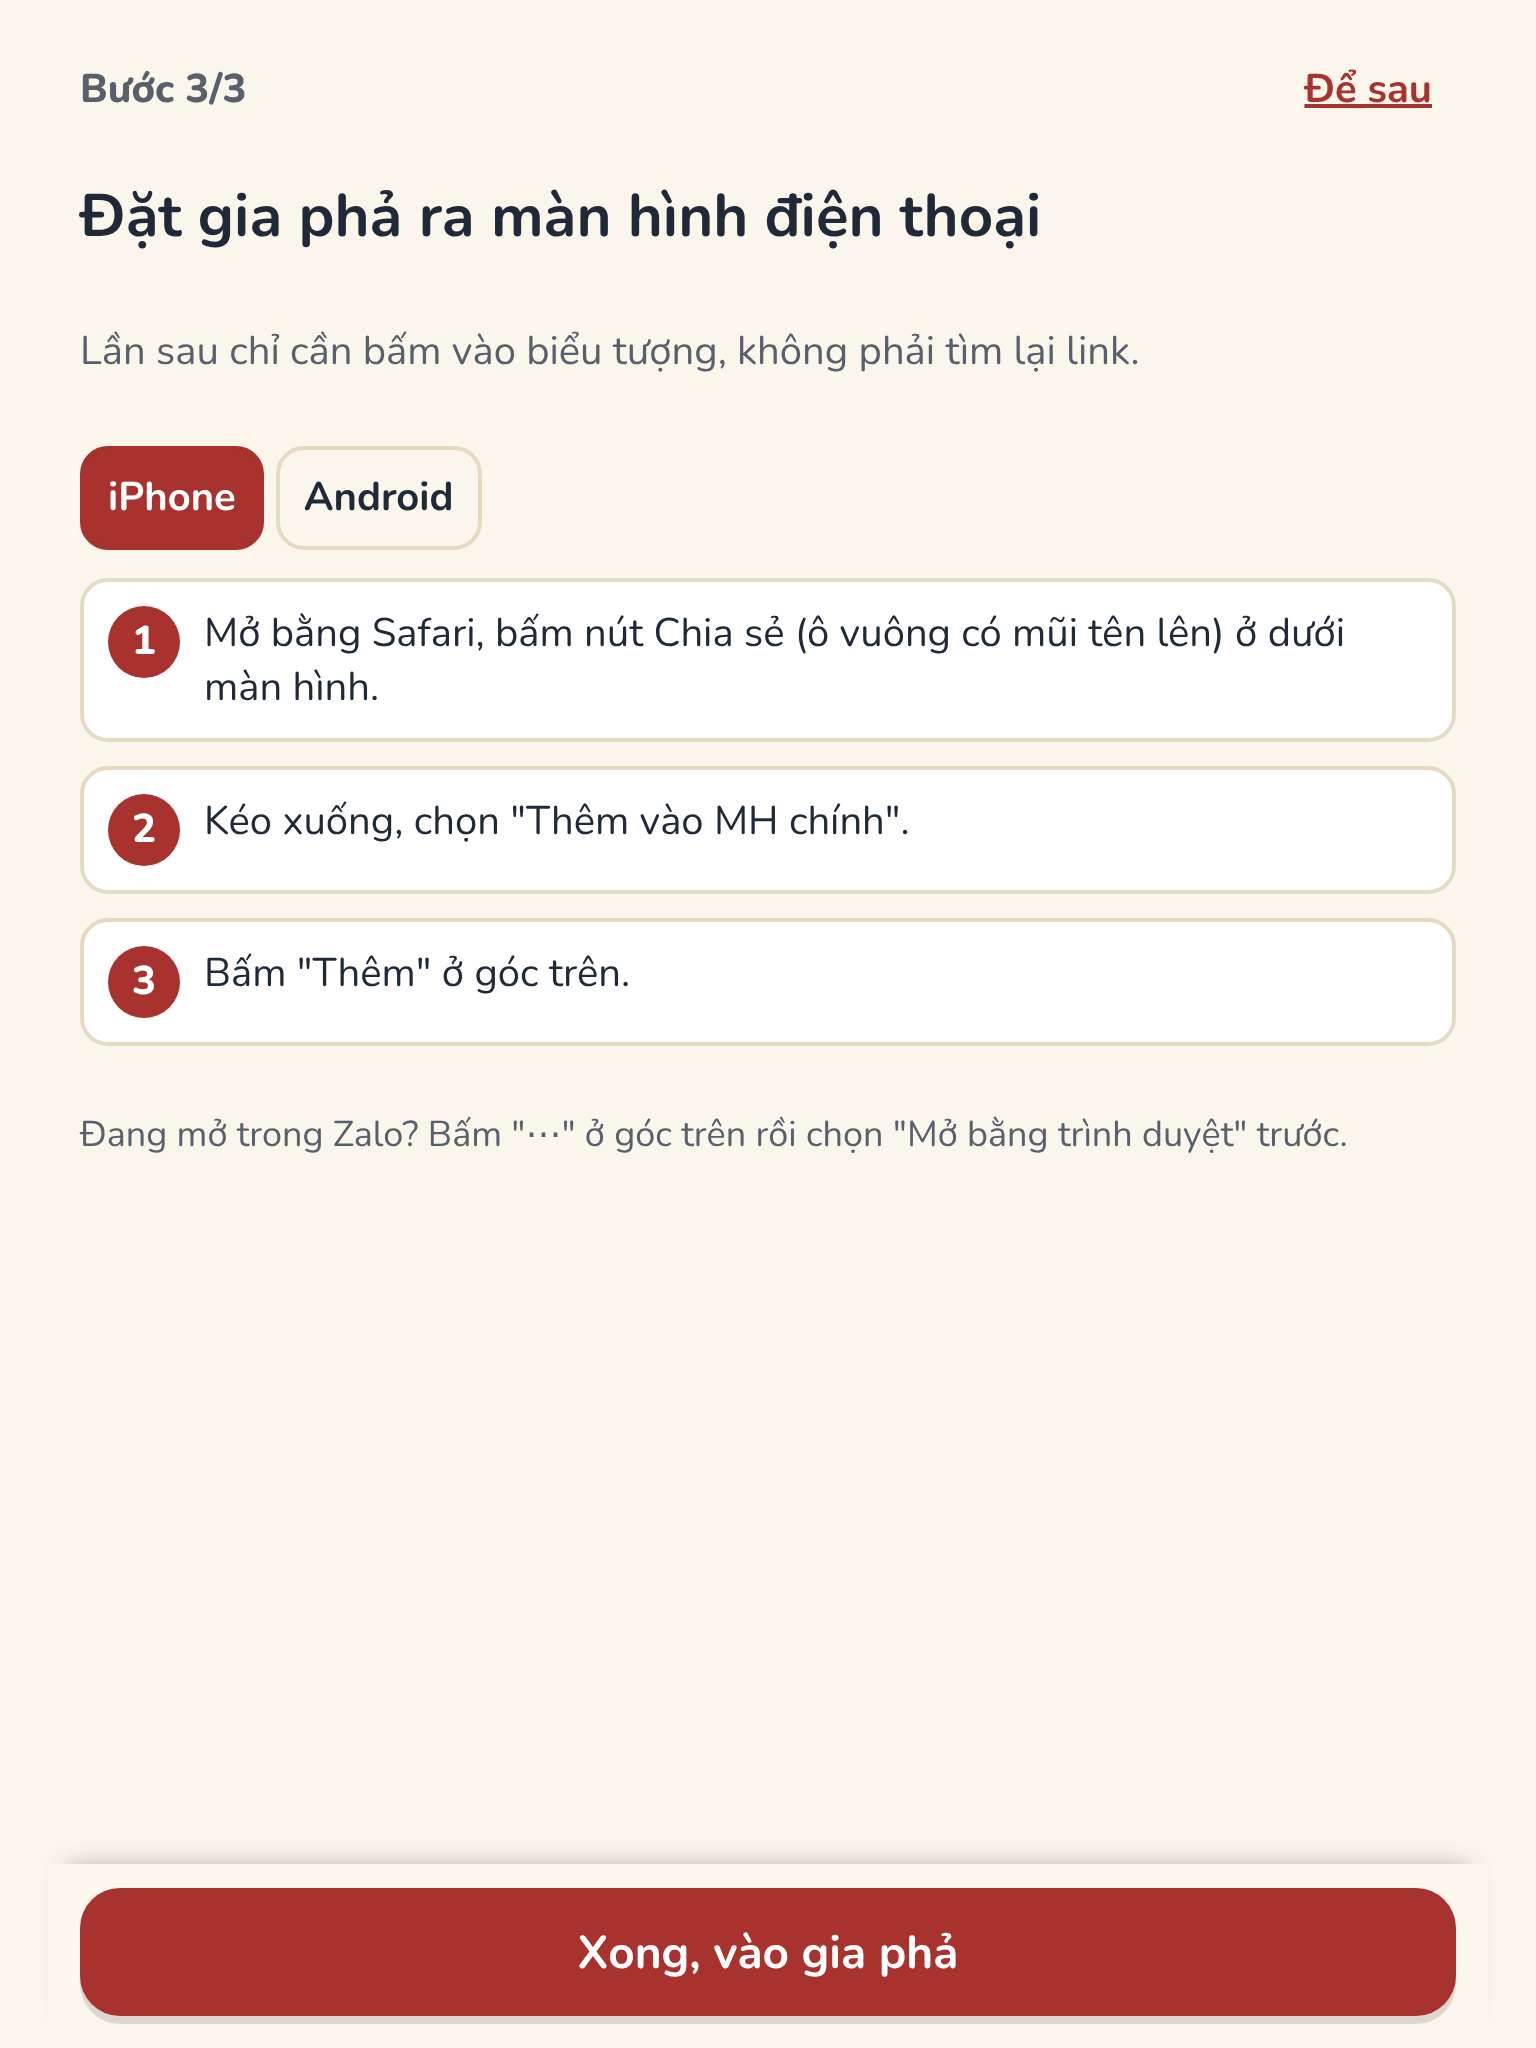 Bước 3/3
Để sau
Đặt gia phả ra màn hình điện thoại
Lần sau chỉ cần bấm vào biểu tượng, không phải tìm lại link.
iPhone
Android
1
Mở bằng Safari, bấm nút Chia sẻ (ô vuông có mũi tên lên) ở dưới
màn hình.
2
Kéo xuống, chọn "Thêm vào MH chính".
3
Bấm "Thêm" ở góc trên.
Đang mở trong Zalo? Bấm "⋯" ở góc trên rồi chọn "Mở bằng trình duyệt" trước.
Xong, vào gia phả